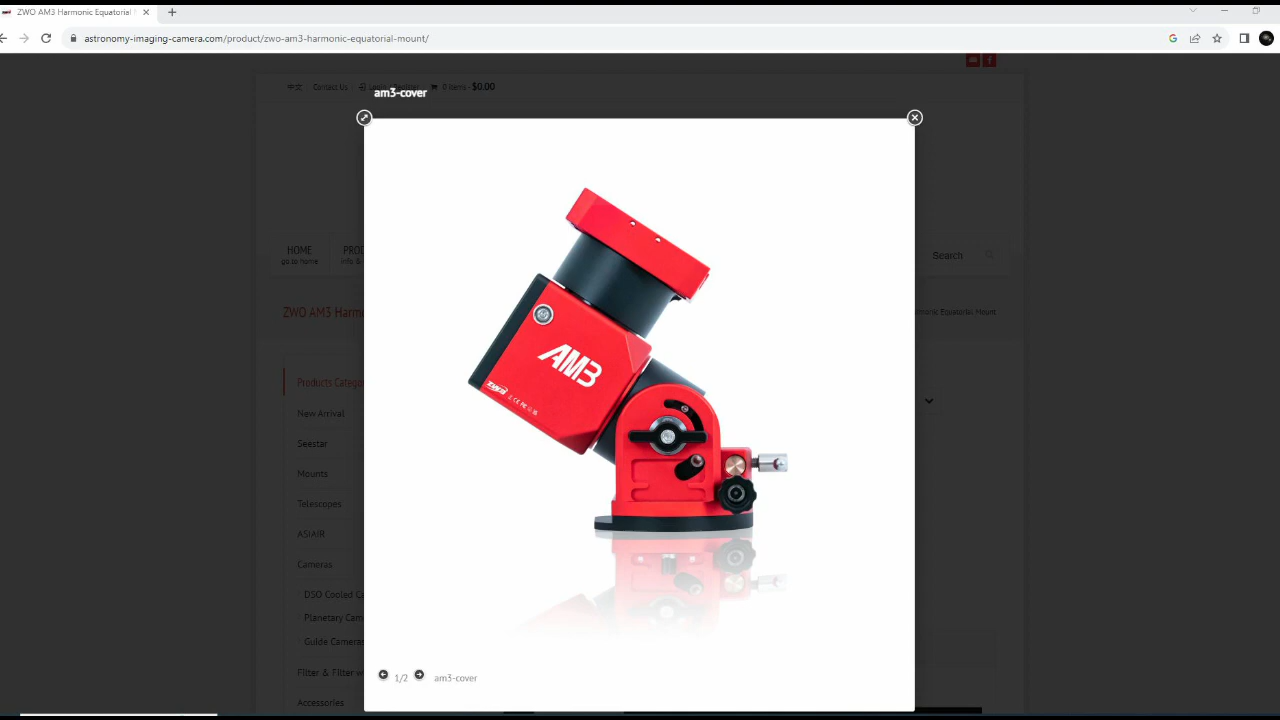 ZWO AM3 Harmonic Equatorial
astronomy-imaging-camera.com/product/zwo-am3-harmonic-equatorial-mount/
中文 Contact Us 0 items - $0.00
am3-cover
HOME
go to Home
Search
ZWO AM3 Harm
Equatorial Mount
AM3
ZWO
Products Catego
New Arrival
Seestar
Mounts
Telescopes
ASIAIR
Cameras
DSO Cooled Ca
Planetary Cam
Guide Cameras
Filter & Filter
Accessories
1/2 am3-cover